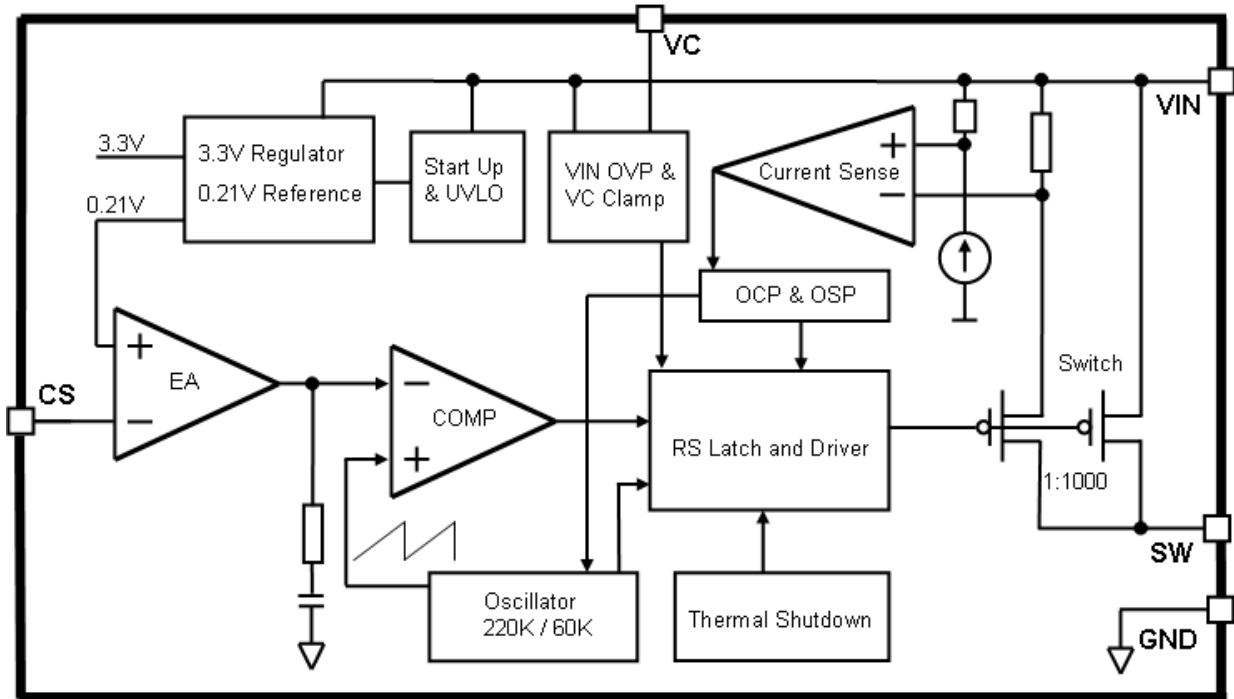 VC
VIN
3.3V
3.3V Regulator
0.21V Reference
Start Up
& UVLO
VIN OVP &
VC Clamp
+
Current Sense
−
0.21V
OCP & OSP
+
EA
−
CS
−
COMP
+
RS Latch and Driver
Switch
1:1000
SW
Oscillator
220K / 60K
Thermal Shutdown
GND